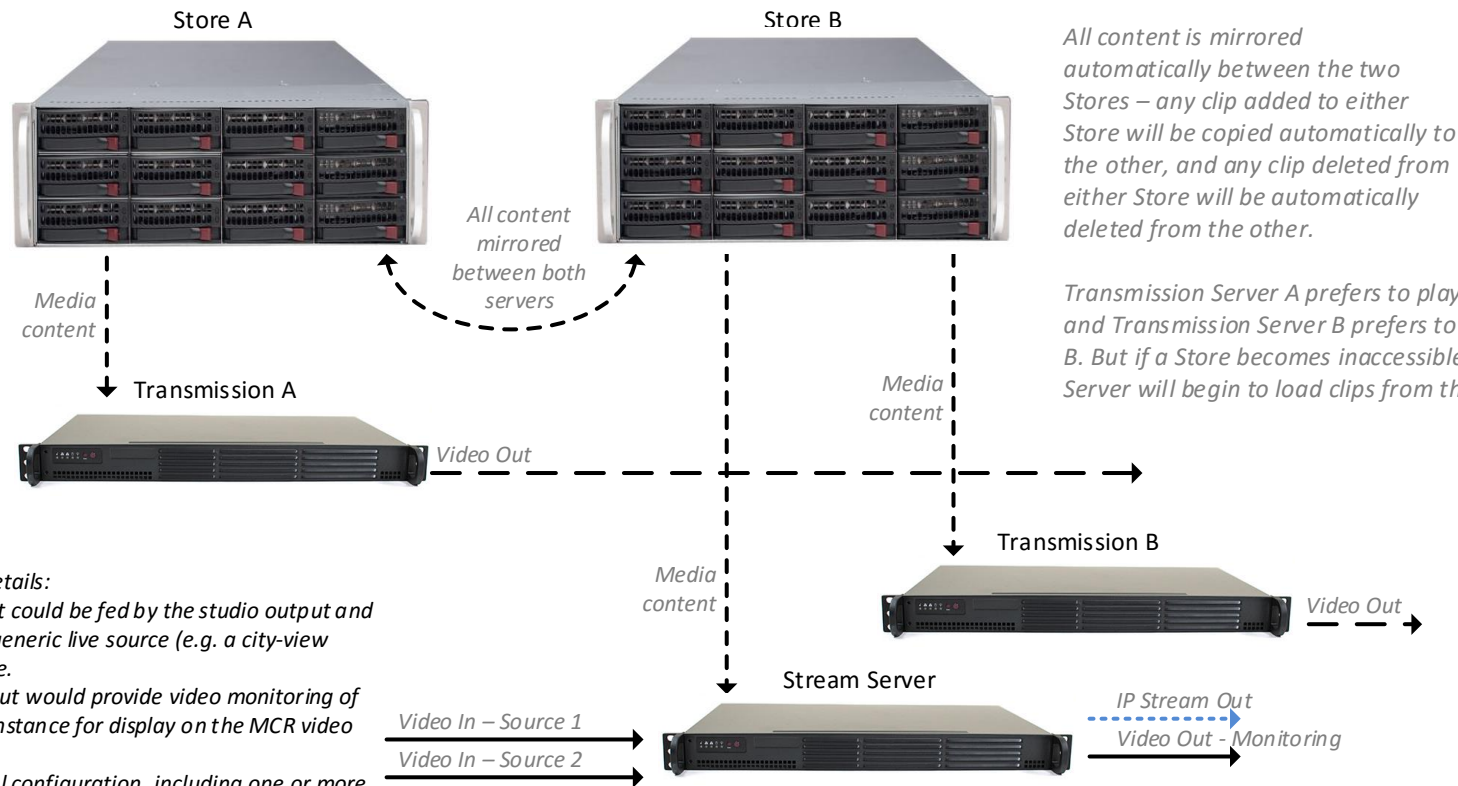 Store A
Store B
All content is mirrored
automatically between the two
Stores – any clip added to either
Store will be copied automatically to
the other, and any clip deleted from
either Store will be automatically
deleted from the other.
Transmission Server A prefers to play
and Transmission Server B prefers to
B. But if a Store becomes inaccessible
Server will begin to load clips from
All content
mirrored
between both
servers
Media
content
Transmission A
Video Out
Media
content
Transmission B
Video Out
Media
content
Stream Server
Video In – Source 1
Video In – Source 2
IP Stream Out
Video Out - Monitoring
could be fed by the studio output and
generic live source (e.g. a city-view
would provide video monitoring of
for display on the MCR video
configuration, including one or more